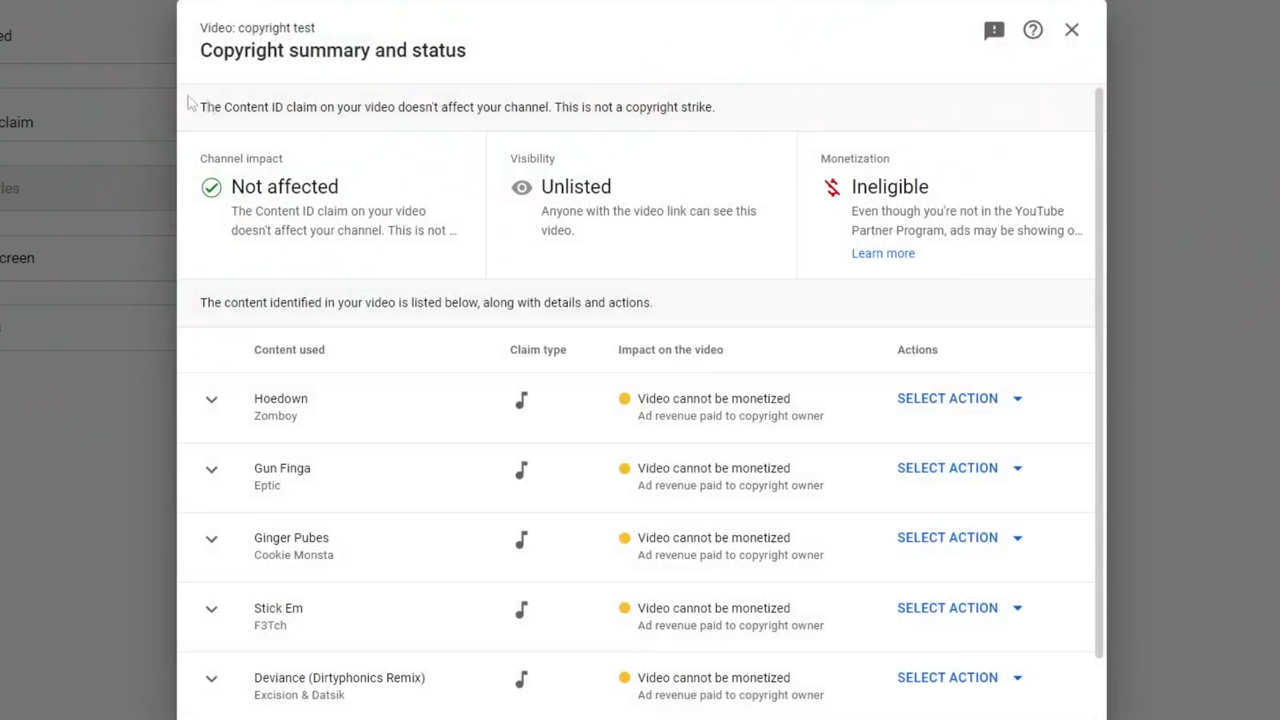 Video: copyright test
Copyright summary and status
ed
claim
les
creen
s
The Content ID claim on your video doesn't affect your channel. This is not a copyright strike.
Channel impact
Not affected
The Content ID claim on your video
doesn't affect your channel. This is not ...
Visibility
Unlisted
Anyone with the video link can see this
video.
Monetization
Ineligible
Even though you're not in the YouTube
Partner Program, ads may be showing o...
Learn more
The content identified in your video is listed below, along with details and actions.
Content used Claim type Impact on the video Actions
Hoedown Video cannot be monetized SELECT ACTION
Zomboy Ad revenue paid to copyright owner
Gun Finga Video cannot be monetized SELECT ACTION
Eptic Ad revenue paid to copyright owner
Ginger Pubes Video cannot be monetized SELECT ACTION
Cookie Monsta Ad revenue paid to copyright owner
Stick Em Video cannot be monetized SELECT ACTION
F3Tch Ad revenue paid to copyright owner
Deviance (Dirtyphonics Remix) Video cannot be monetized SELECT ACTION
Excision & Datsik Ad revenue paid to copyright owner